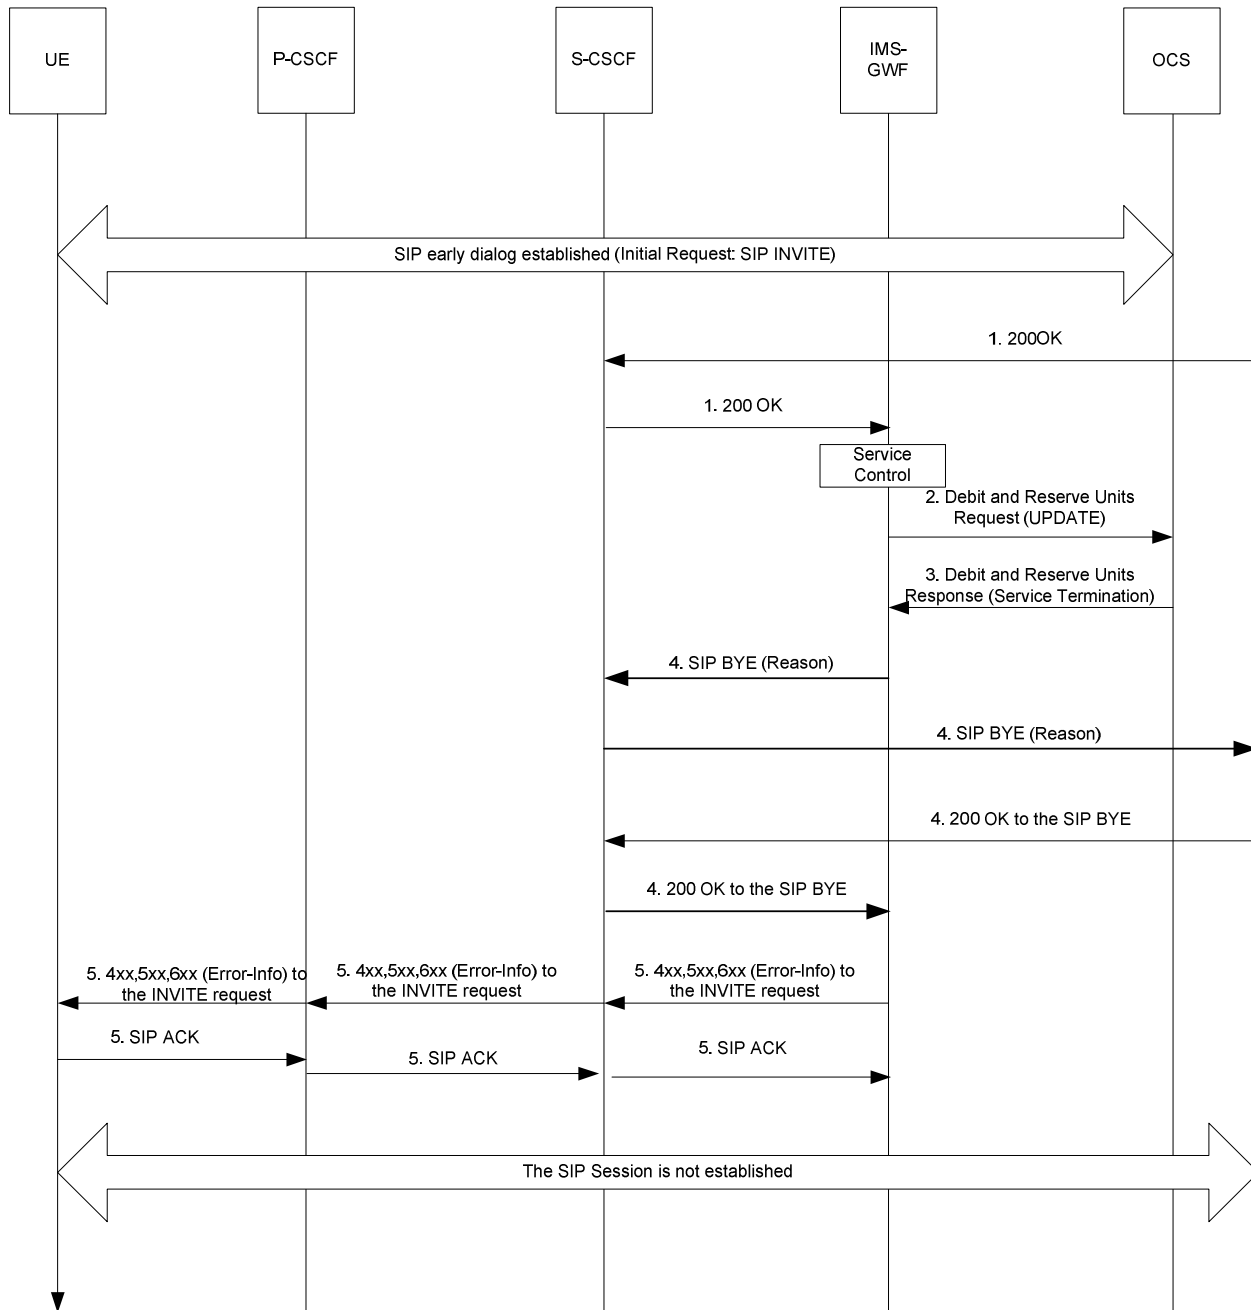 UE
P-CSCF
S-CSCF
IMS-
GWF
OCS
SIP early dialog established (Initial Request: SIP INVITE)
1. 200OK
1. 200 OK
Service
Control
2. Debit and Reserve Units
Request (UPDATE)
3. Debit and Reserve Units
Response (Service Termination)
4. SIP BYE (Reason)
4. SIP BYE (Reason)
4. 200 OK to the SIP BYE
4. 200 OK to the SIP BYE
5. 4xx,5xx,6xx (Error-Info) to
the INVITE request
5. 4xx,5xx,6xx (Error-Info) to
the INVITE request
5. 4xx,5xx,6xx (Error-Info) to
the INVITE request
5. SIP ACK
5. SIP ACK
5. SIP ACK
The SIP Session is not established